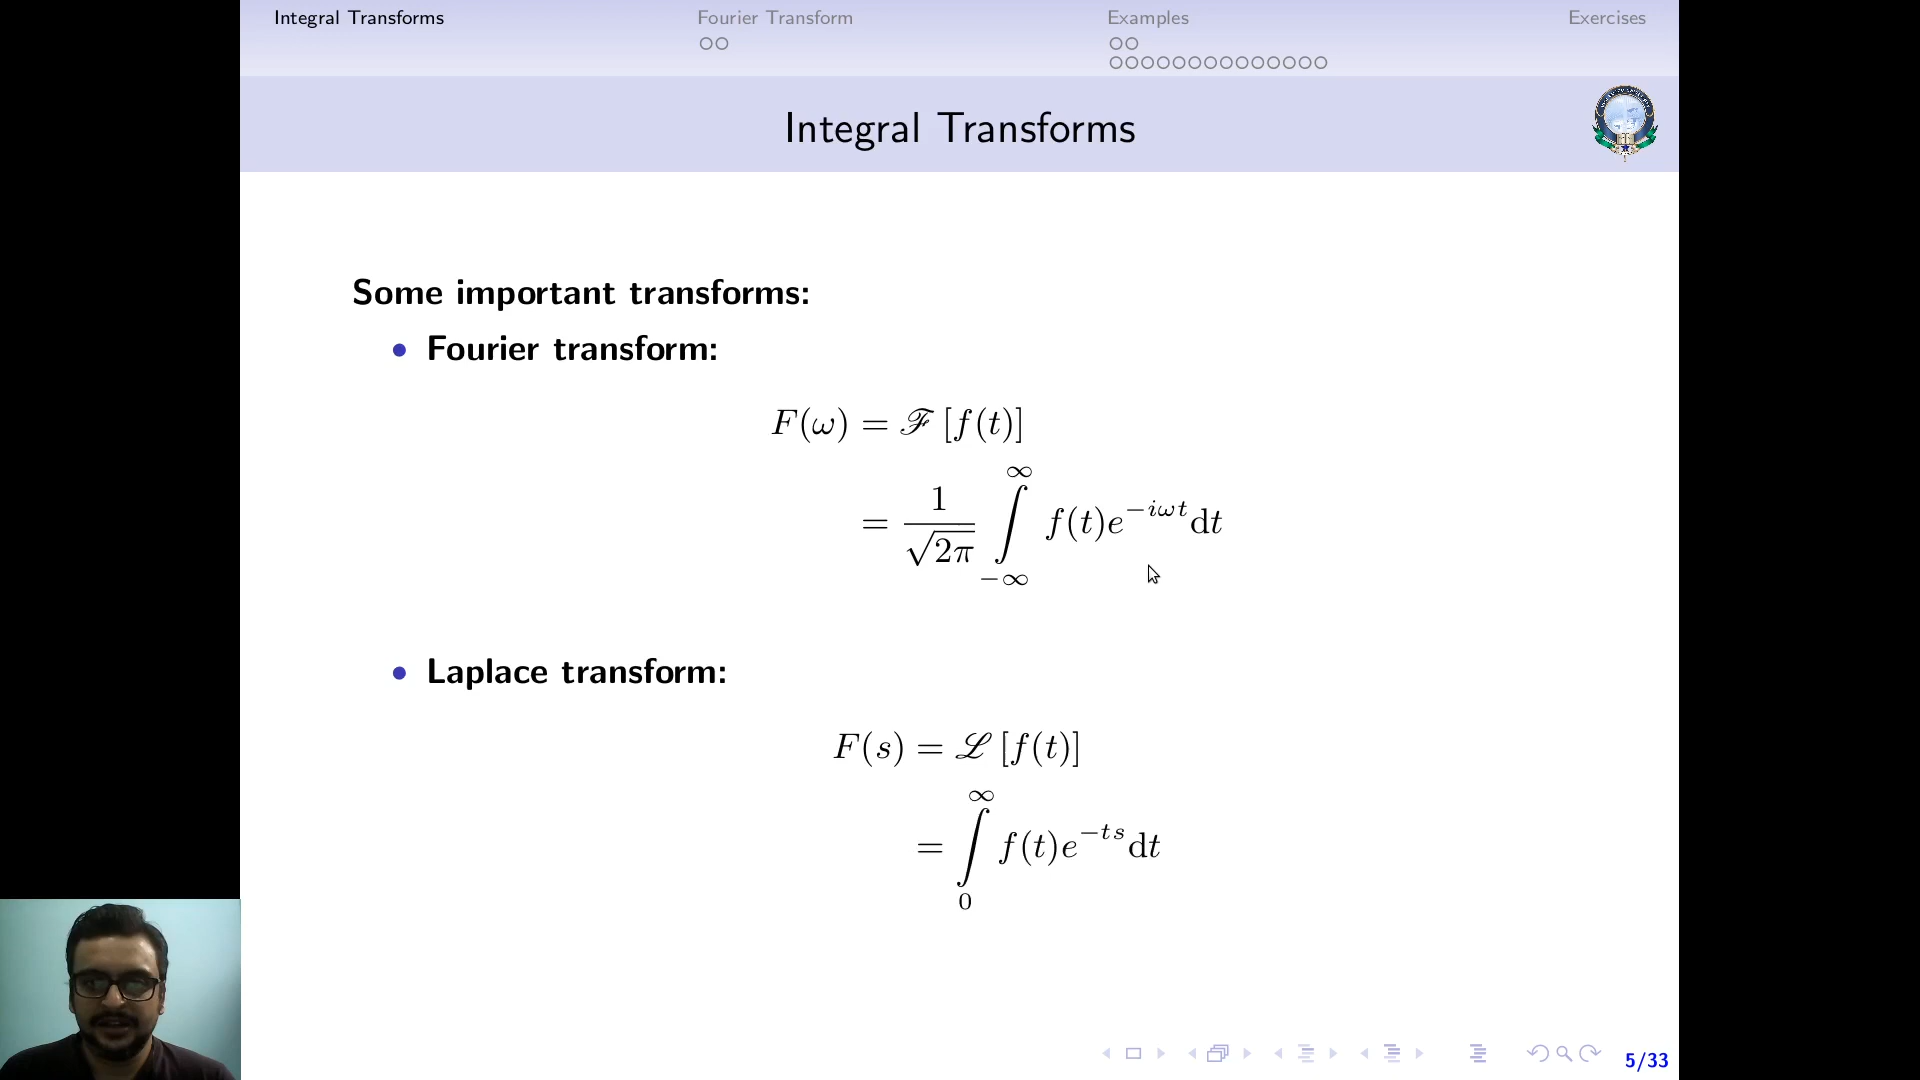 Integral Transforms Fourier Transform Examples Exercises
Integral Transforms
Some important transforms:
• Fourier transform:
F(ω) = ℱ [f(t)]
= 1/√2π ∫_{−∞}^{∞} f(t)e^{−iωt}dt
• Laplace transform:
F(s) = ℒ [f(t)]
= ∫_{0}^{∞} f(t)e^{−ts}dt
5/33